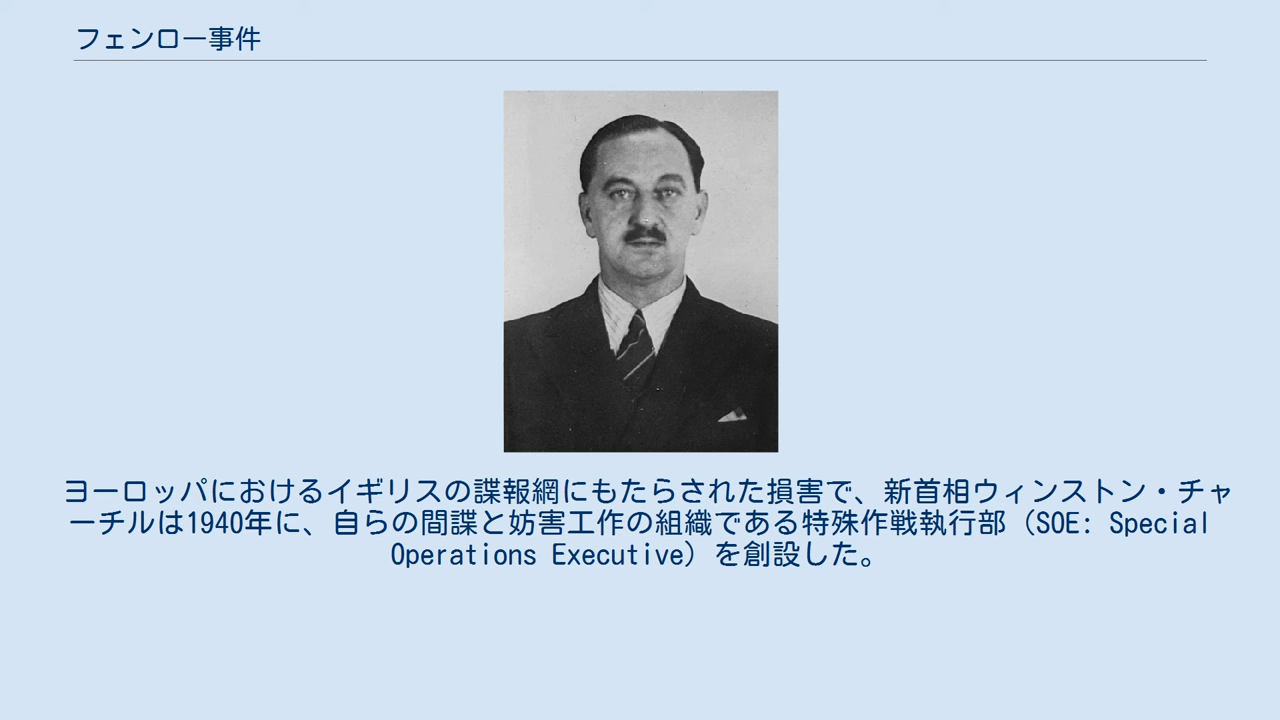 フェンロー事件
ヨーロッパにおけるイギリスの諜報網にもたらされた損害で、新首相ウィンストン・チャ
ーチルは1940年に、自らの間諜と妨害工作の組織である特殊作戦執行部（SOE: Special
Operations Executive）を創設した。